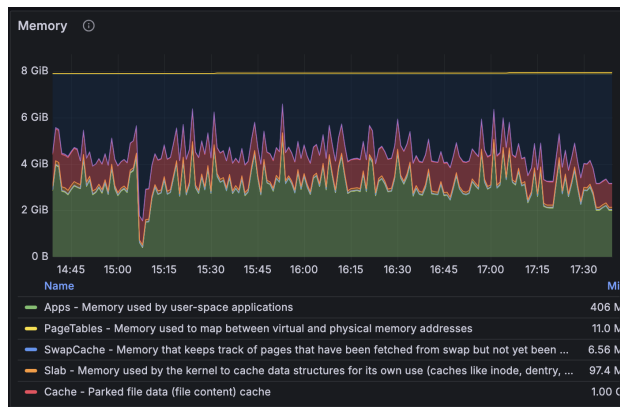 Memory
8 GiB
6 GiB
4 GiB
2 GiB
0 B
14:45 15:00 15:15 15:30 15:45 16:00 16:15 16:30 16:45 17:00 17:15 17:30
Name Mi
Apps - Memory used by user-space applications 406 M
PageTables - Memory used to map between virtual and physical memory addresses 11.0 M
SwapCache - Memory that keeps track of pages that have been fetched from swap but not yet been ... 6.56 M
Slab - Memory used by the kernel to cache data structures for its own use (caches like inode, dentry, ... 97.4 M
Cache - Parked file data (file content) cache 1.00